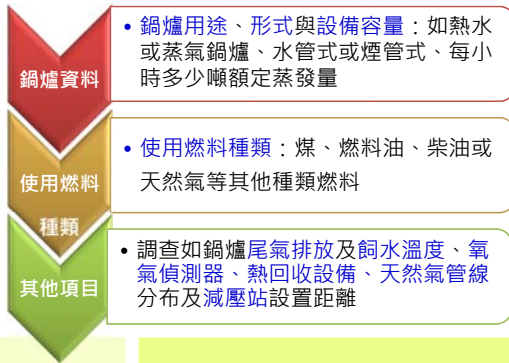 鍋爐資料
• 鍋爐用途、形式與設備容量：如熱水
或蒸氣鍋爐、水管式或煙管式、每小
時多少噸額定蒸發量
使用燃料
種類
• 使用燃料種類：煤、燃料油、柴油或
天然氣等其他種類燃料
其他項目
• 調查如鍋爐尾氣排放及飼水溫度、氧
氣偵測器、熱回收設備、天然氣管線
分布及減壓站設置距離